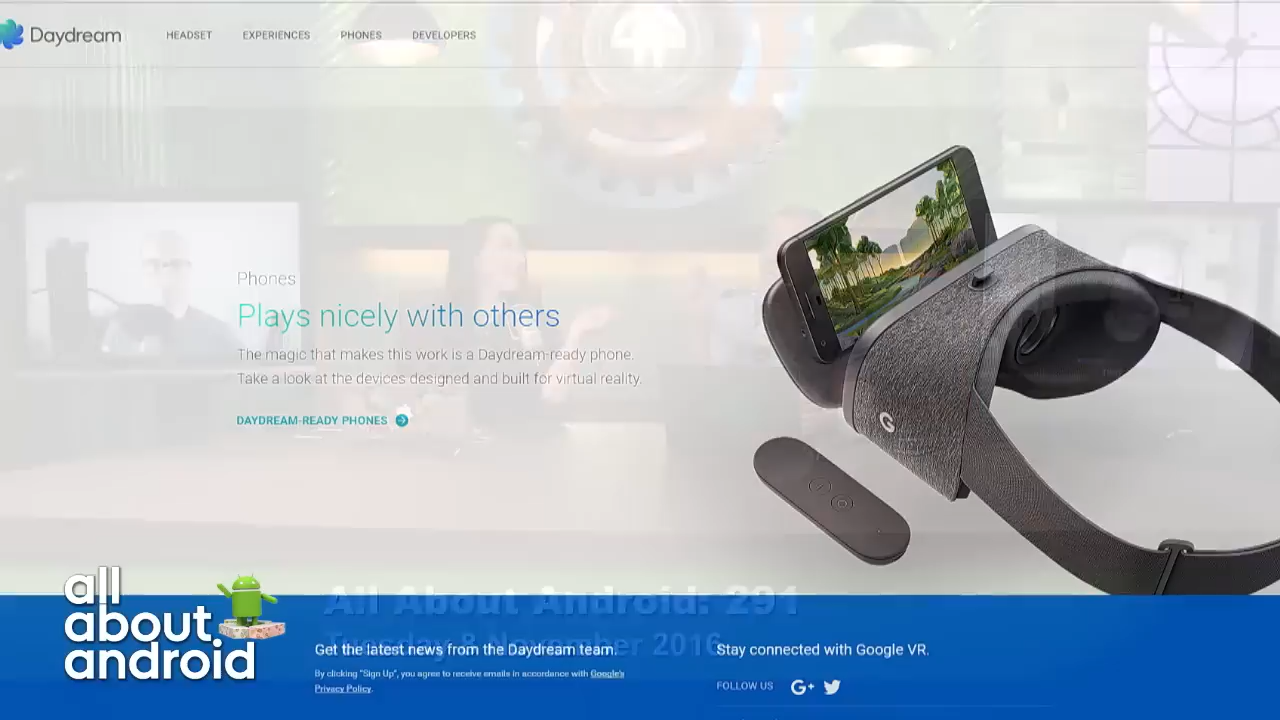 Daydream
HEADSET EXPERIENCES PHONES DEVELOPERS
Phones
Plays nicely with others
The magic that makes this work is a Daydream-ready phone.
Take a look at the devices designed and built for virtual reality.
DAYDREAM-READY PHONES
G
all
about.
android
All About Android: 291
Tuesday 8 November 2016
Get the latest news from the Daydream team.
By clicking "Sign Up", you agree to receive emails in accordance with Google's
Privacy Policy.
Stay connected with Google VR.
FOLLOW US G+